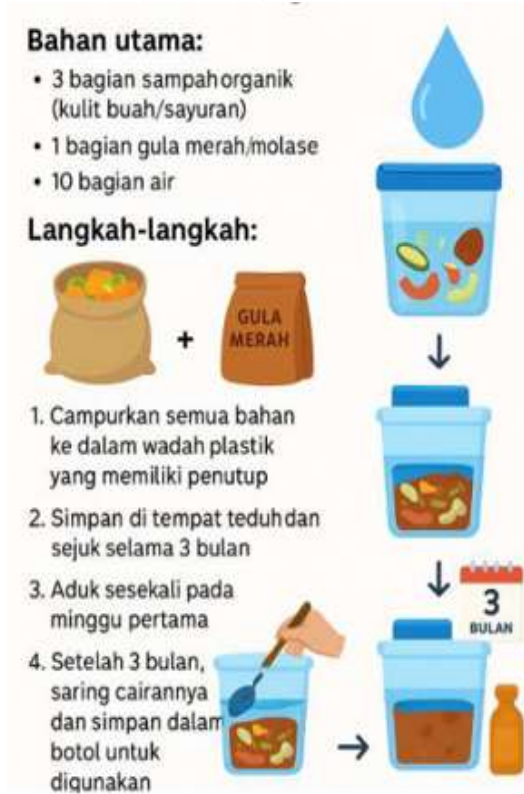 Bahan utama:
• 3 bagian sampah organik
(kulit buah/sayuran)
• 1 bagian gula merah/molase
• 10 bagian air
Langkah-langkah:
+
GULA
MERAH
1. Campurkan semua bahan
ke dalam wadah plastik
yang memiliki penutup
2. Simpan di tempat teduh dan
sejuk selama 3 bulan
3. Aduk sesekali pada
minggu pertama
3
BULAN
4. Setelah 3 bulan,
saring cairannya
dan simpan dalam
botol untuk
digunakan